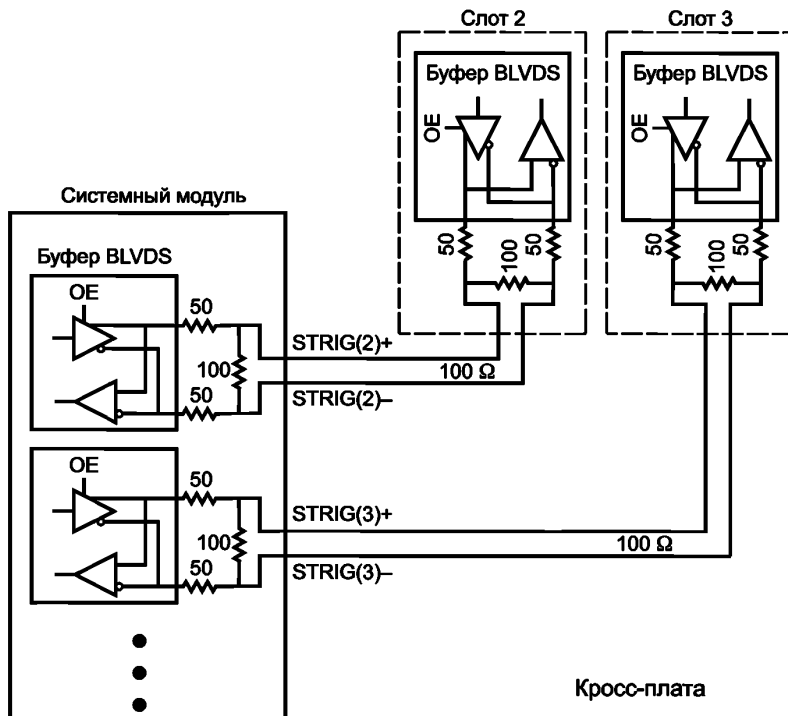 Слот 2
Слот 3
Буфер BLVDS
Буфер BLVDS
OE
OE
50
100
50
50
100
50
Системный модуль
Буфер BLVDS
OE
50
100
50
STRIG(2)+
100 Ω
STRIG(2)–
OE
50
100
50
STRIG(3)+
100 Ω
STRIG(3)–
Кросс-плата